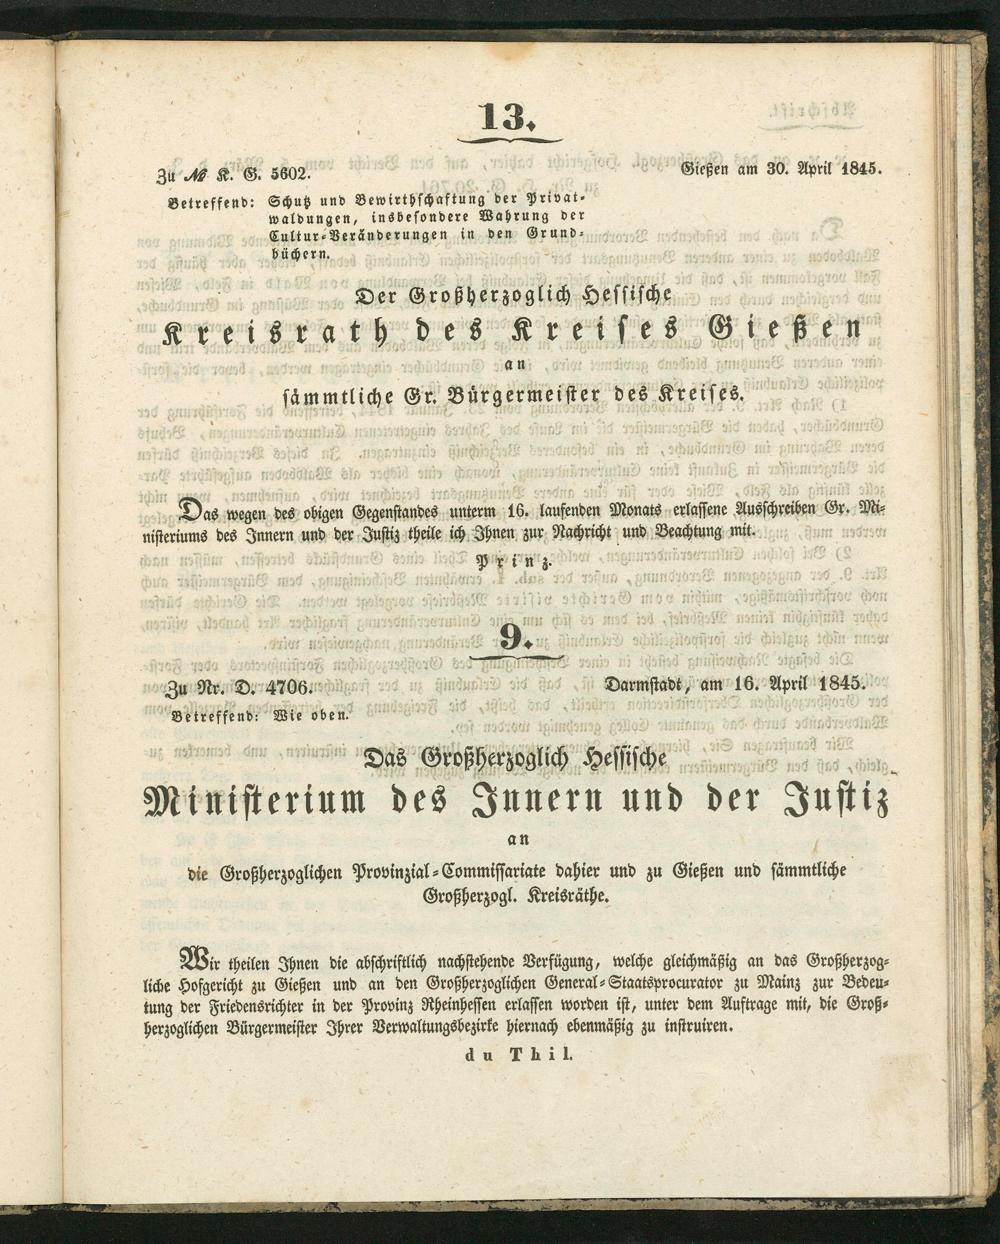 13.
Zu № K. G. 5602.
Gießen am 30. April 1845.
Betreffend: Schutz und Bewirthschaftung der Privat-
waldungen, insbesondere Wahrung der
Cultur-Veränderungen in den Grund-
büchern.
Der Großherzoglich Hessische
Kreisrath des Kreises Gießen
an
sämmtliche Gr. Bürgermeister des Kreises.
Das wegen des obigen Gegenstandes unterm 16. laufenden Monats erlassene Ausschreiben Gr. Mi-
nisteriums des Innern und der Justiz theile ich Ihnen zur Nachricht und Beachtung mit.
Prinz.
9.
Zu Nr. D. 4706.
Darmstadt, am 16. April 1845.
Betreffend: Wie oben.
Das Großherzoglich Hessische
Ministerium des Innern und der Justiz
an
die Großherzoglichen Provinzial-Commissariate dahier und zu Gießen und sämmtliche
Großherzogl. Kreisräthe.
Wir theilen Ihnen die abschriftlich nachstehende Verfügung, welche gleichmäßig an das Großherzog-
liche Hofgericht zu Gießen und an den Großherzoglichen General-Staatsprocurator zu Mainz zur Bedeu-
tung der Friedensrichter in der Provinz Rheinhessen erlassen worden ist, unter dem Auftrage mit, die Groß-
herzoglichen Bürgermeister Ihrer Verwaltungsbezirke hiernach ebenmäßig zu instruiren.
du Thil.